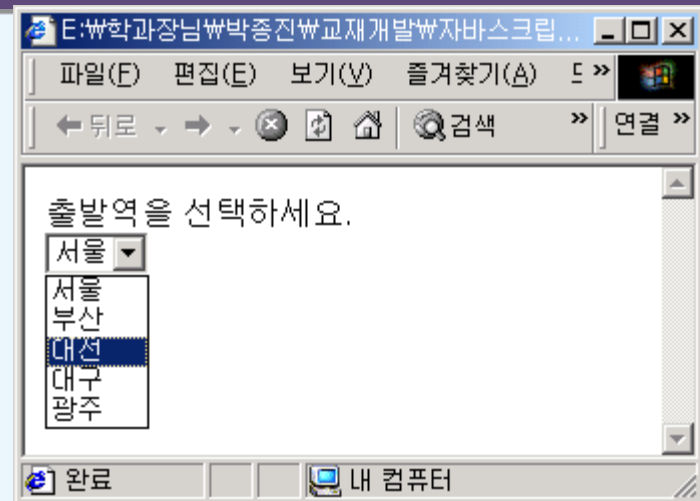 E:₩학과장님₩박종진₩교재개발₩자바스크립...
파일(F) 편집(E) 보기(V) 즐겨찾기(A) 도 »
뒤로 검색 » 연결 »
출발역을 선택하세요.
서울
서울
부산
대선
대구
광주
완료 내 컴퓨터